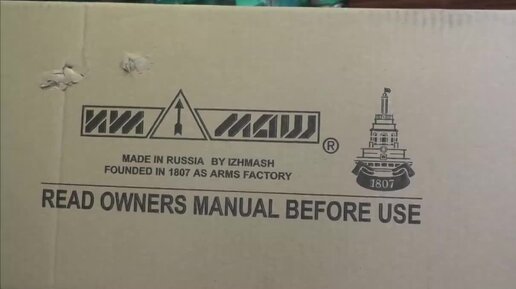 ИЖ МАШ ®
MADE IN RUSSIA BY IZHMASH
FOUNDED IN 1807 AS ARMS FACTORY
1807
READ OWNERS MANUAL BEFORE USE